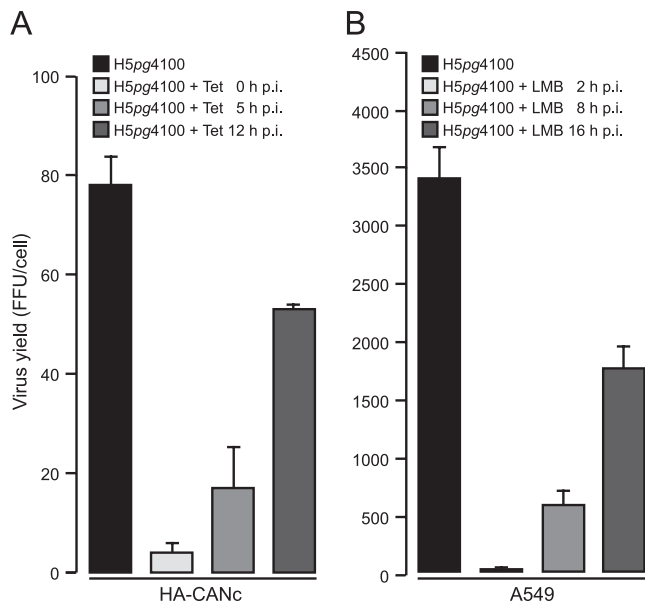 A
H5pg4100
H5pg4100 + Tet 0 h p.i.
H5pg4100 + Tet 5 h p.i.
H5pg4100 + Tet 12 h p.i.
100
80
60
40
20
0
Virus yield (FFU/cell)
HA-CANc
B
H5pg4100
H5pg4100 + LMB 2 h p.i.
H5pg4100 + LMB 8 h p.i.
H5pg4100 + LMB 16 h p.i.
4500
4000
3500
3000
2500
2000
1500
1000
500
0
A549